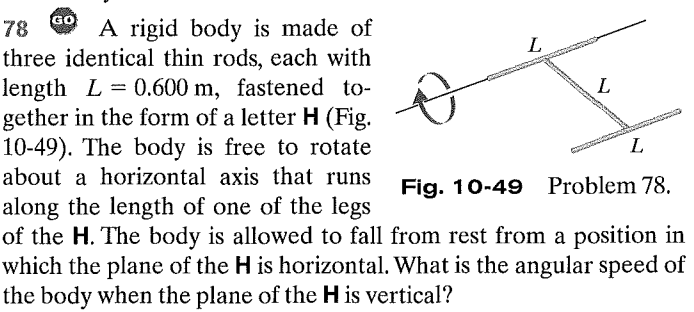 78 GO A rigid body is made of
three identical thin rods, each with
length L = 0.600 m, fastened to-
gether in the form of a letter H (Fig.
10-49). The body is free to rotate
about a horizontal axis that runs
along the length of one of the legs
of the H. The body is allowed to fall from rest from a position in
which the plane of the H is horizontal. What is the angular speed of
the body when the plane of the H is vertical?
L
L
L
Fig. 10-49 Problem 78.